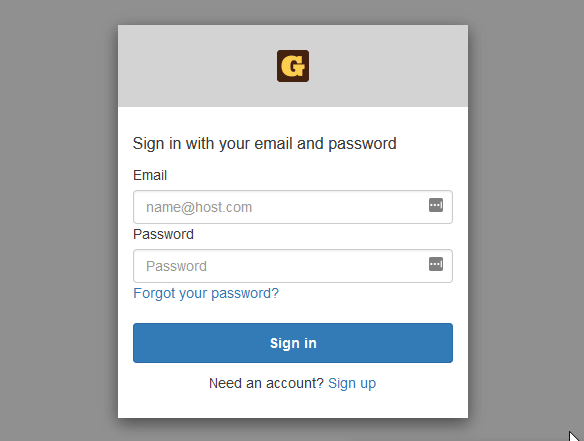 G
Sign in with your email and password
Email
name@host.com
Password
Password
Forgot your password?
Sign in
Need an account? Sign up